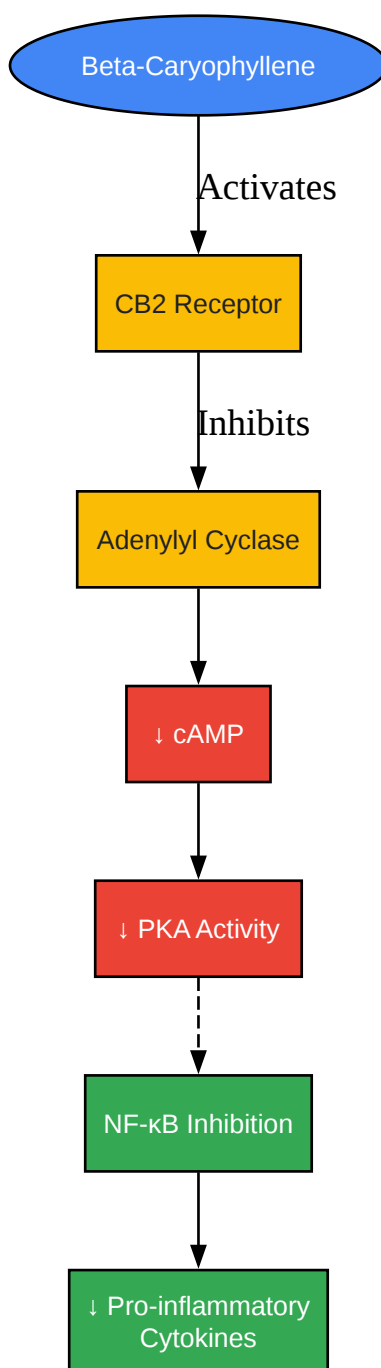 Beta-Caryophyllene
Activates
CB2 Receptor
Inhibits
Adenylyl Cyclase
↓ cAMP
↓ PKA Activity
NF-κB Inhibition
↓ Pro-inflammatory
Cytokines